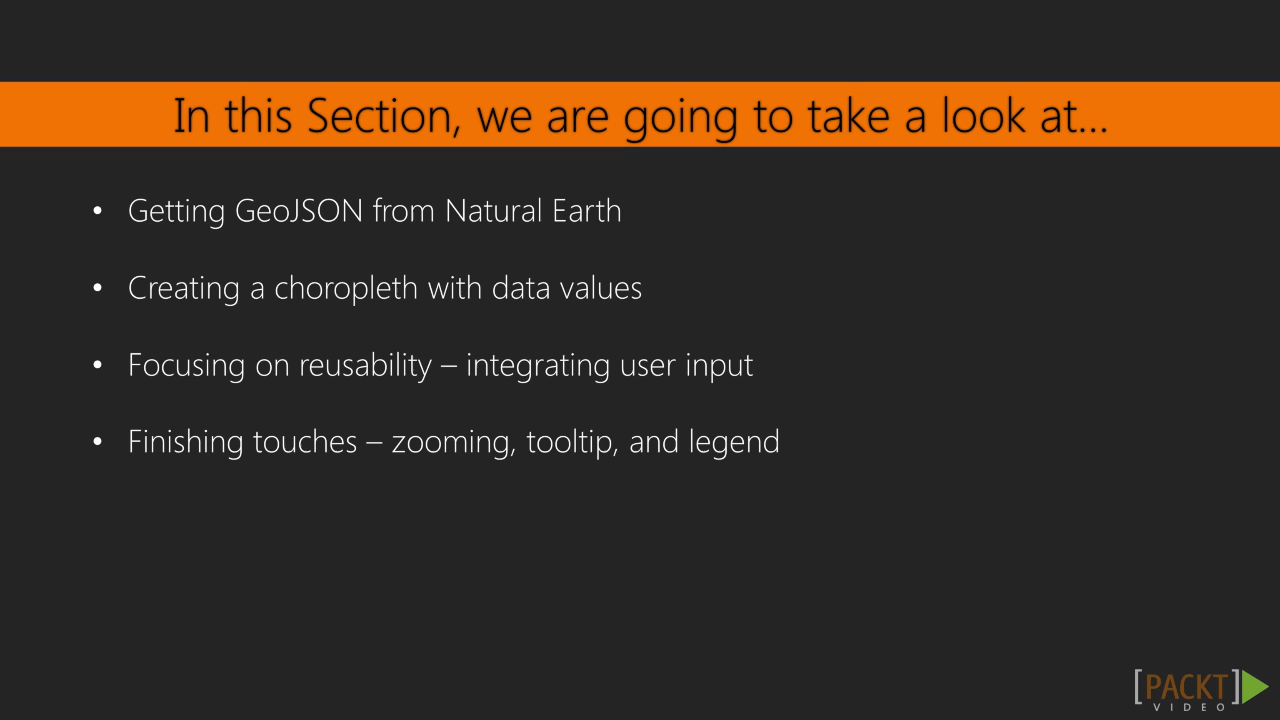 In this Section, we are going to take a look at...
• Getting GeoJSON from Natural Earth
• Creating a choropleth with data values
• Focusing on reusability – integrating user input
• Finishing touches – zooming, tooltip, and legend
[PACKT]
VIDEO